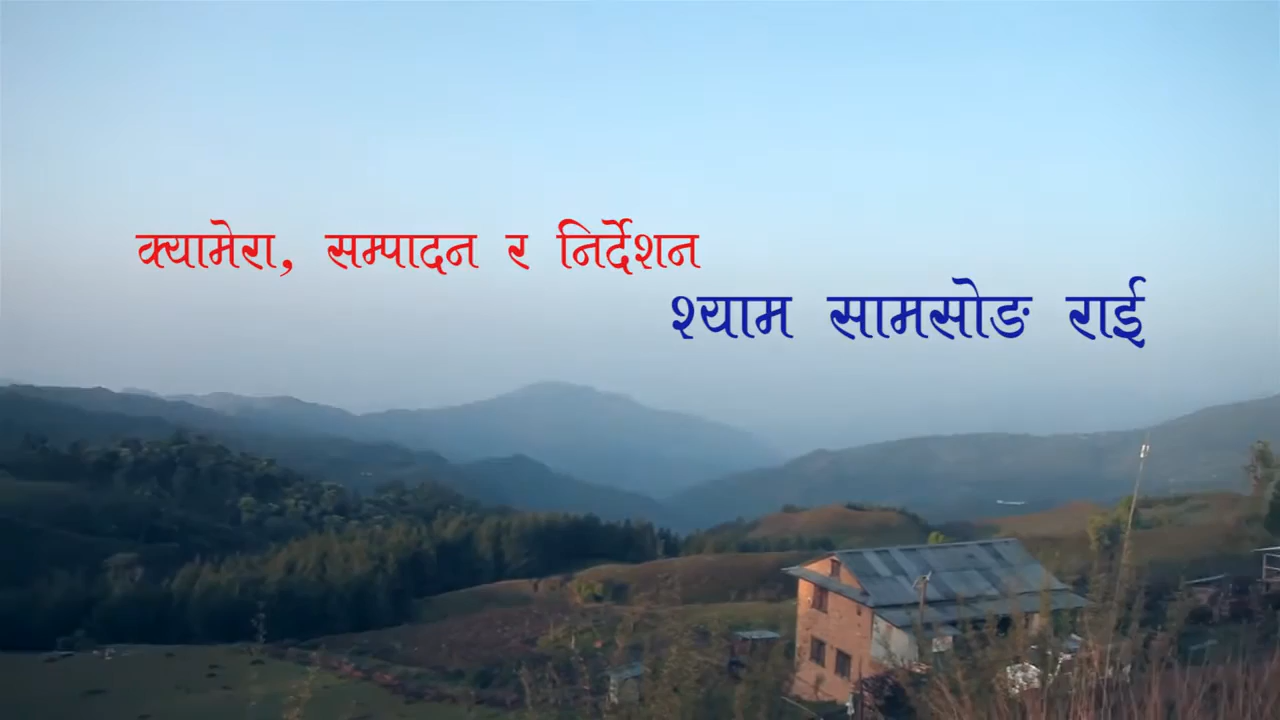 क्यामेरा, सम्पादन र निर्देशन
श्याम सामसोङ राई